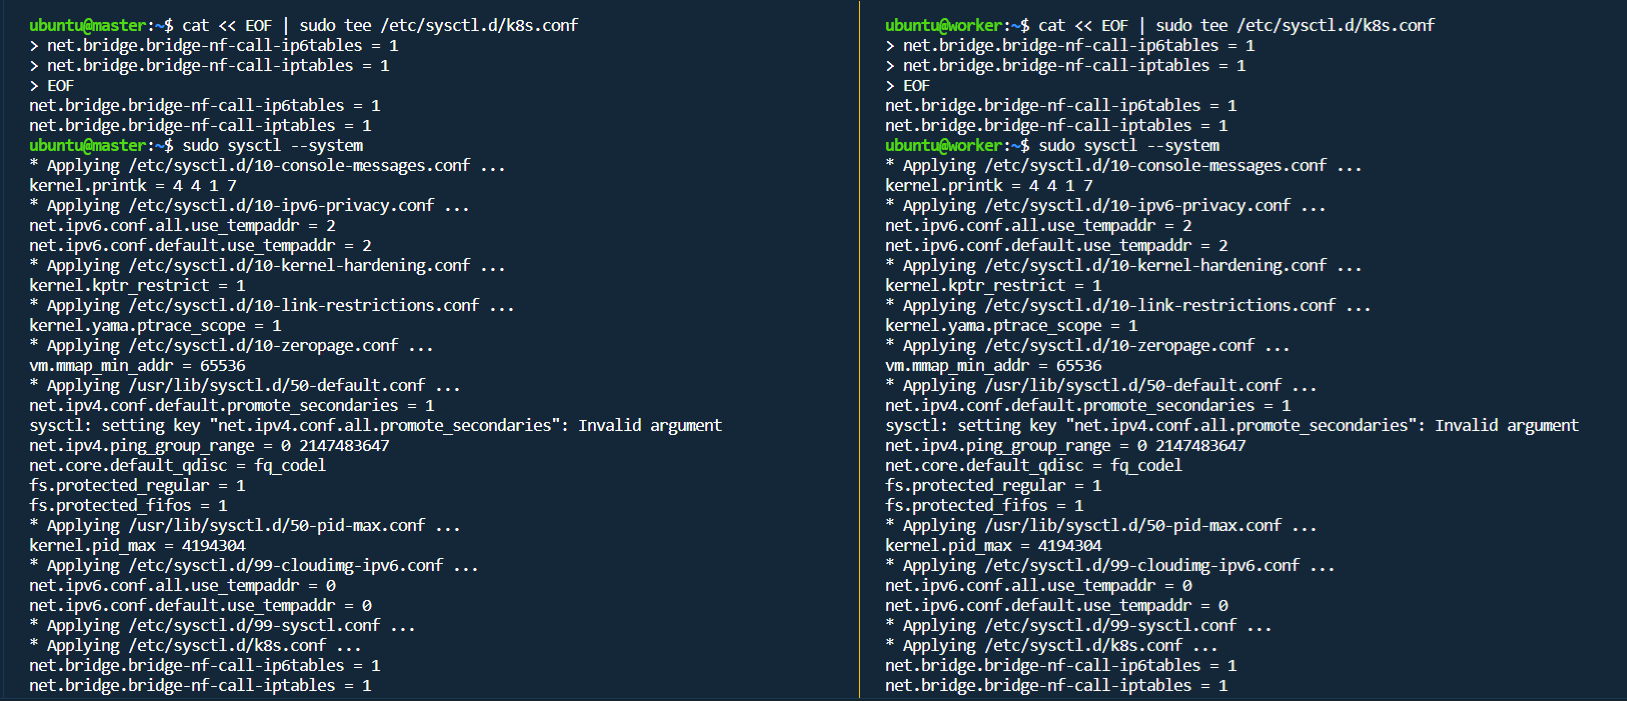 ubuntu@master:~$ cat << EOF | sudo tee /etc/sysctl.d/k8s.conf
> net.bridge.bridge-nf-call-ip6tables = 1
> net.bridge.bridge-nf-call-iptables = 1
> EOF
net.bridge.bridge-nf-call-ip6tables = 1
net.bridge.bridge-nf-call-iptables = 1
ubuntu@master:~$ sudo sysctl --system
* Applying /etc/sysctl.d/10-console-messages.conf ...
kernel.printk = 4 4 1 7
* Applying /etc/sysctl.d/10-ipv6-privacy.conf ...
net.ipv6.conf.all.use_tempaddr = 2
net.ipv6.conf.default.use_tempaddr = 2
* Applying /etc/sysctl.d/10-kernel-hardening.conf ...
kernel.kptr_restrict = 1
* Applying /etc/sysctl.d/10-link-restrictions.conf ...
kernel.yama.ptrace_scope = 1
* Applying /etc/sysctl.d/10-zeropage.conf ...
vm.mmap_min_addr = 65536
* Applying /usr/lib/sysctl.d/50-default.conf ...
net.ipv4.conf.default.promote_secondaries = 1
sysctl: setting key "net.ipv4.conf.all.promote_secondaries": Invalid argument
net.ipv4.ping_group_range = 0 2147483647
net.core.default_qdisc = fq_codel
fs.protected_regular = 1
fs.protected_fifos = 1
* Applying /usr/lib/sysctl.d/50-pid-max.conf ...
kernel.pid_max = 4194304
* Applying /etc/sysctl.d/99-cloudimg-ipv6.conf ...
net.ipv6.conf.all.use_tempaddr = 0
net.ipv6.conf.default.use_tempaddr = 0
* Applying /etc/sysctl.d/99-sysctl.conf ...
* Applying /etc/sysctl.d/k8s.conf ...
net.bridge.bridge-nf-call-ip6tables = 1
net.bridge.bridge-nf-call-iptables = 1
ubuntu@worker:~$ cat << EOF | sudo tee /etc/sysctl.d/k8s.conf
> net.bridge.bridge-nf-call-ip6tables = 1
> net.bridge.bridge-nf-call-iptables = 1
> EOF
net.bridge.bridge-nf-call-ip6tables = 1
net.bridge.bridge-nf-call-iptables = 1
ubuntu@worker:~$ sudo sysctl --system
* Applying /etc/sysctl.d/10-console-messages.conf ...
kernel.printk = 4 4 1 7
* Applying /etc/sysctl.d/10-ipv6-privacy.conf ...
net.ipv6.conf.all.use_tempaddr = 2
net.ipv6.conf.default.use_tempaddr = 2
* Applying /etc/sysctl.d/10-kernel-hardening.conf ...
kernel.kptr_restrict = 1
* Applying /etc/sysctl.d/10-link-restrictions.conf ...
kernel.yama.ptrace_scope = 1
* Applying /etc/sysctl.d/10-zeropage.conf ...
vm.mmap_min_addr = 65536
* Applying /usr/lib/sysctl.d/50-default.conf ...
net.ipv4.conf.default.promote_secondaries = 1
sysctl: setting key "net.ipv4.conf.all.promote_secondaries": Invalid argument
net.ipv4.ping_group_range = 0 2147483647
net.core.default_qdisc = fq_codel
fs.protected_regular = 1
fs.protected_fifos = 1
* Applying /usr/lib/sysctl.d/50-pid-max.conf ...
kernel.pid_max = 4194304
* Applying /etc/sysctl.d/99-cloudimg-ipv6.conf ...
net.ipv6.conf.all.use_tempaddr = 0
net.ipv6.conf.default.use_tempaddr = 0
* Applying /etc/sysctl.d/99-sysctl.conf ...
* Applying /etc/sysctl.d/k8s.conf ...
net.bridge.bridge-nf-call-ip6tables = 1
net.bridge.bridge-nf-call-iptables = 1